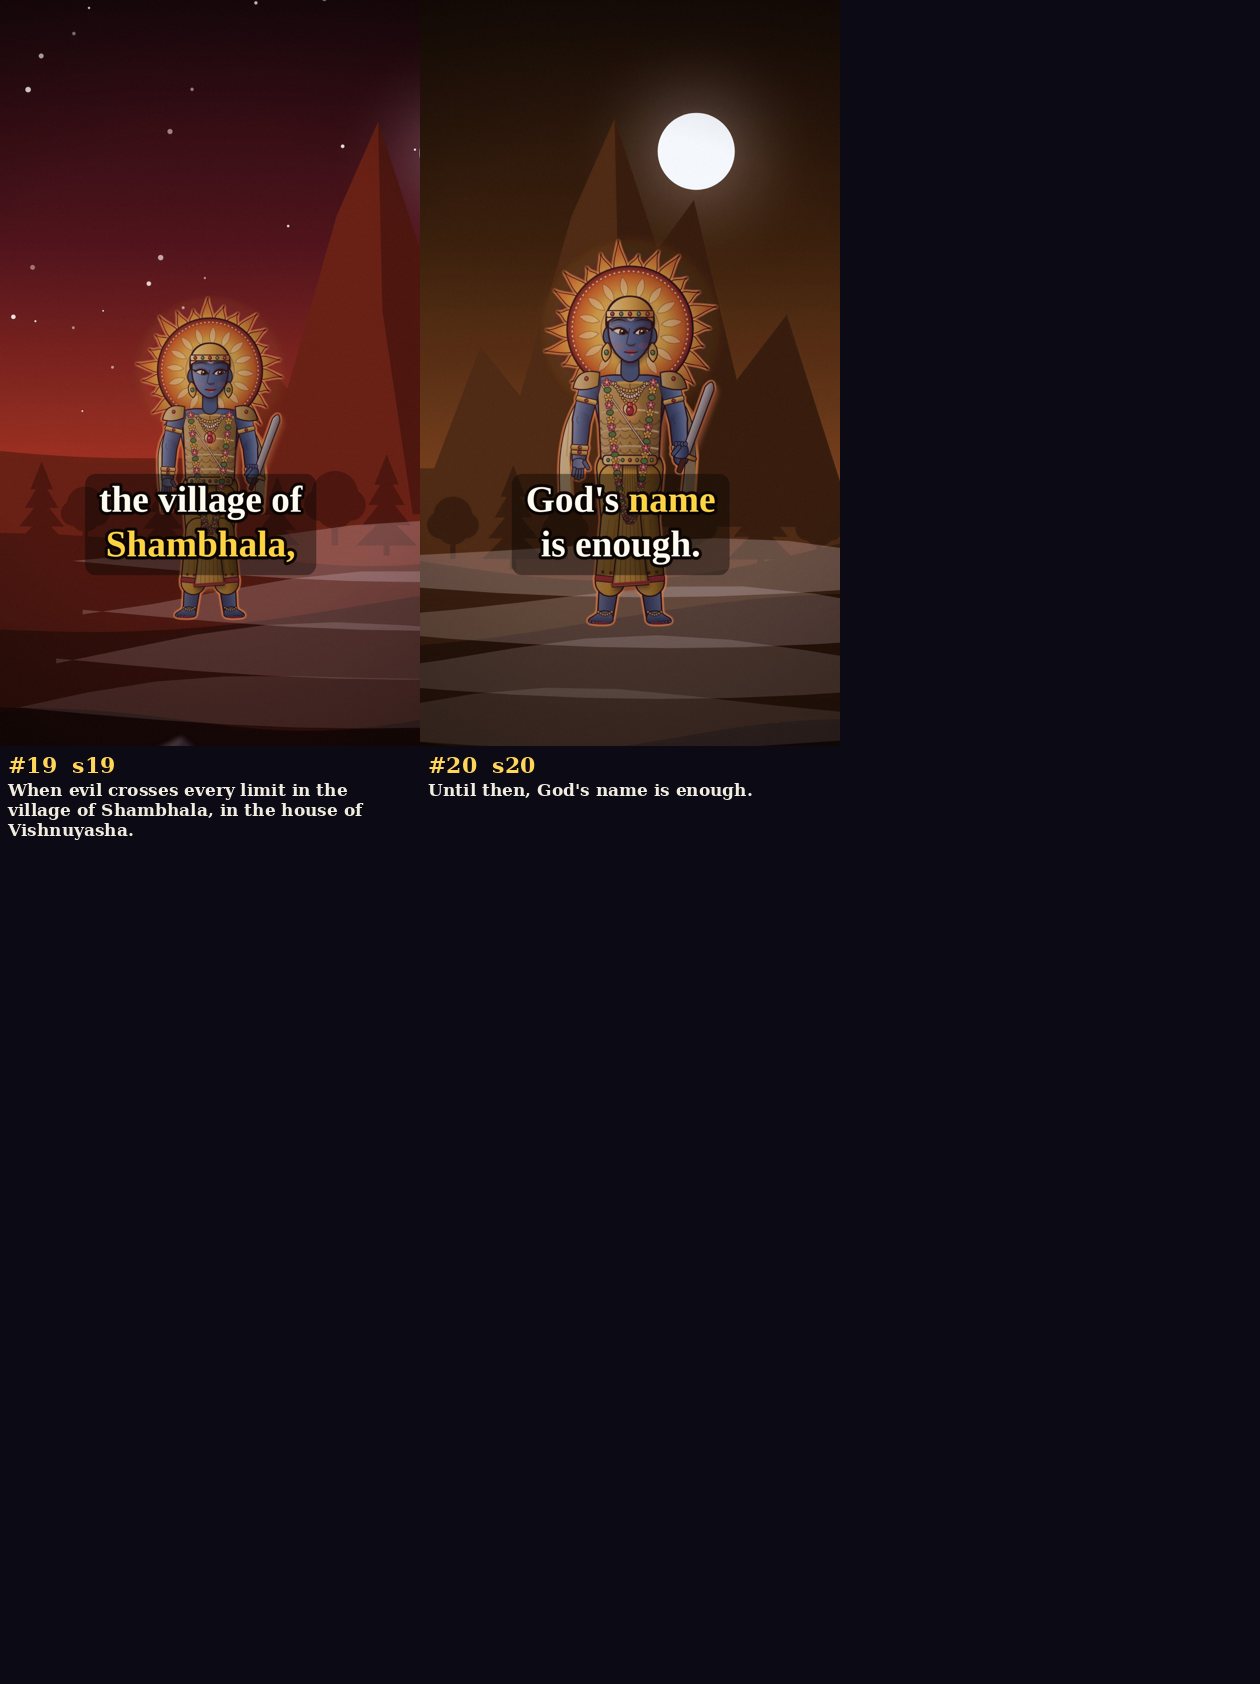 the village of
Shambhala,
#19 s19
When evil crosses every limit in the
village of Shambhala, in the house of
Vishnuyasha.
God's name
is enough.
#20 s20
Until then, God's name is enough.